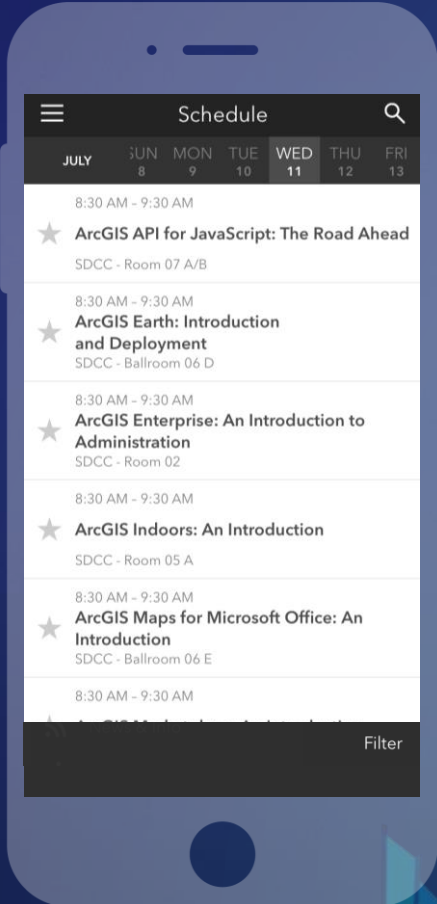 Schedule
JULY
SUN MON TUE WED THU FRI
8 9 10 11 12 13
8:30 AM – 9:30 AM
ArcGIS API for JavaScript: The Road Ahead
SDCC - Room 07 A/B
8:30 AM – 9:30 AM
ArcGIS Earth: Introduction
and Deployment
SDCC - Ballroom 06 D
8:30 AM – 9:30 AM
ArcGIS Enterprise: An Introduction to
Administration
SDCC - Room 02
8:30 AM – 9:30 AM
ArcGIS Indoors: An Introduction
SDCC - Room 05 A
8:30 AM – 9:30 AM
ArcGIS Maps for Microsoft Office: An
Introduction
SDCC - Ballroom 06 E
8:30 AM – 9:30 AM
Filter